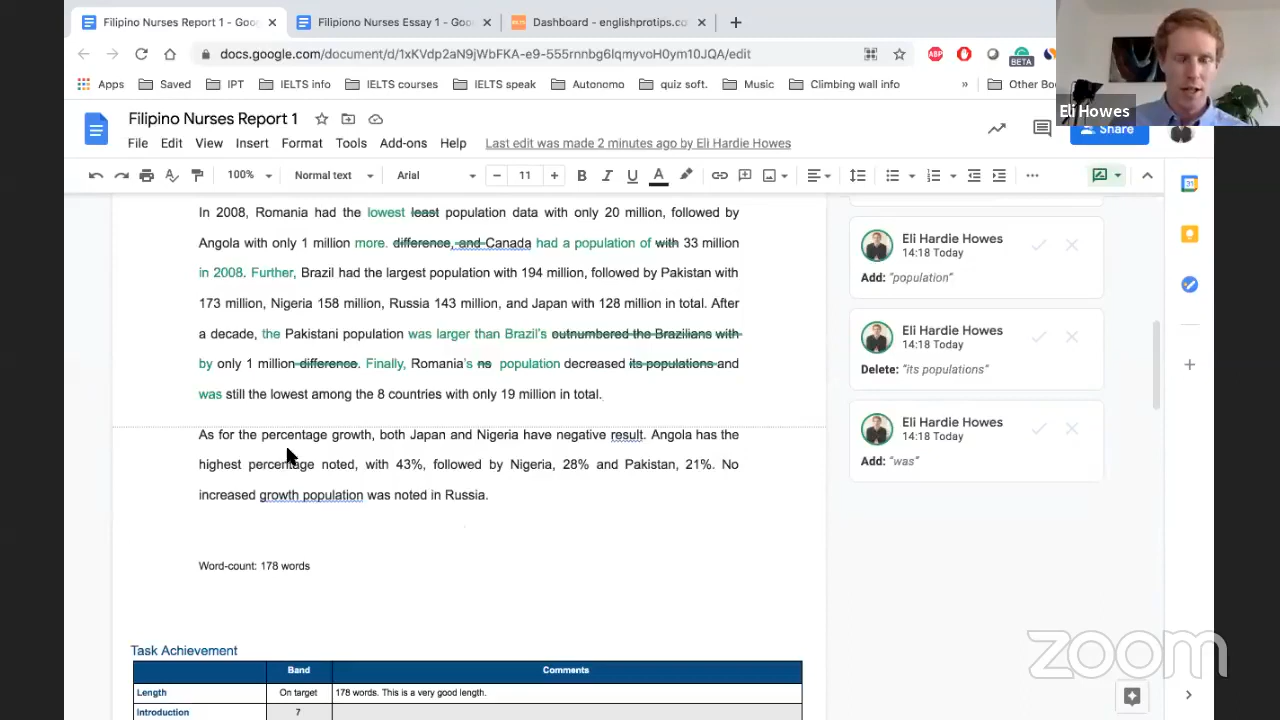 Filipino Nurses Report 1 - Goo
Filipiono Nurses Essay 1 - Goo
Dashboard - englishprotips.co
docs.google.com/document/d/1xKVdp2aN9jWbFKA-e9-555rnnbg6lqmyvoH0ym10JQA/edit
ABP
BETA
Apps
Saved
IPT
IELTS info
IELTS courses
IELTS speak
Autonomo
quiz soft.
Music
Climbing wall info
»
Other Boo
Eli Howes
Filipino Nurses Report 1
Share
File Edit View Insert Format Tools Add-ons Help Last edit was made 2 minutes ago by Eli Hardie Howes
100% Normal text Arial 11 B I U A
31
In 2008, Romania had the lowest least population data with only 20 million, followed by
Angola with only 1 million more. difference, and Canada had a population of with 33 million
in 2008. Further, Brazil had the largest population with 194 million, followed by Pakistan with
173 million, Nigeria 158 million, Russia 143 million, and Japan with 128 million in total. After
a decade, the Pakistani population was larger than Brazil's outnumbered the Brazilians with
by only 1 million difference. Finally, Romania's ns population decreased its populations and
was still the lowest among the 8 countries with only 19 million in total.
As for the percentage growth, both Japan and Nigeria have negative result. Angola has the
highest percentage noted, with 43%, followed by Nigeria, 28% and Pakistan, 21%. No
increased growth population was noted in Russia.
Word-count: 178 words
Eli Hardie Howes
14:18 Today
Add: "population"
Eli Hardie Howes
14:18 Today
Delete: "its populations"
Eli Hardie Howes
14:18 Today
Add: "was"
Task Achievement
Band Comments
Length On target 178 words. This is a very good length.
Introduction 7
zoom